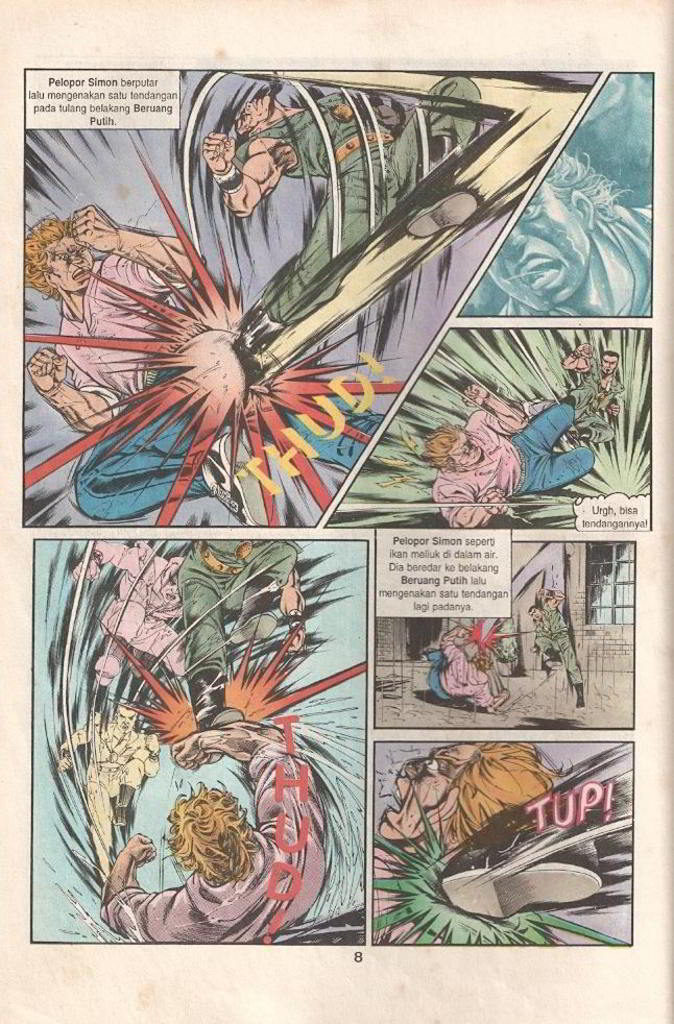 Pelopor Simon berputar
lalu mengenakan satu tendangan
pada tulang belakang Beruang
Putih.
THUD!
Urgh, bisa
tendangannya!
THUD!
Pelopor Simon seperti
ikan meliuk di dalam air.
Dia beredar ke belakang
Beruang Putih lalu
mengenakan satu tendangan
lagi padanya.
TUP!
8